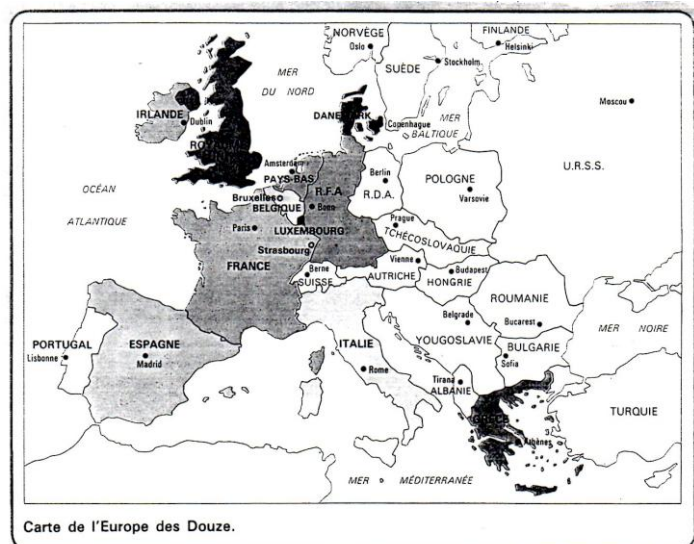 NORVÈGE
Oslo
FINLANDE
Helsinki
SUÈDE
Stockholm
MER
DU NORD
Moscou
IRLANDE
Dublin
DANEMARK
Copenhague
MER
BALTIQUE
U.R.S.S.
Amsterdam
PAYS-BAS
R.F.A
Berlin
R.D.A.
POLOGNE
Varsovie
OCÉAN
ATLANTIQUE
Bruxelles
BELGIQUE
Bonn
Paris
LUXEMBOURG
Prague
TCHÉCOSLOVAQUIE
Strasbourg
FRANCE
Berne
SUISSE
Vienne
AUTRICHE
Budapest
HONGRIE
ROUMANIE
Bucarest
Belgrade
YOUGOSLAVIE
MER NOIRE
PORTUGAL
Lisbonne
ESPAGNE
Madrid
ITALIE
Rome
BULGARIE
Sofia
Tirana
ALBANIE
GRÈCE
Athènes
TURQUIE
MER MÉDITERRANÉE
Carte de l'Europe des Douze.